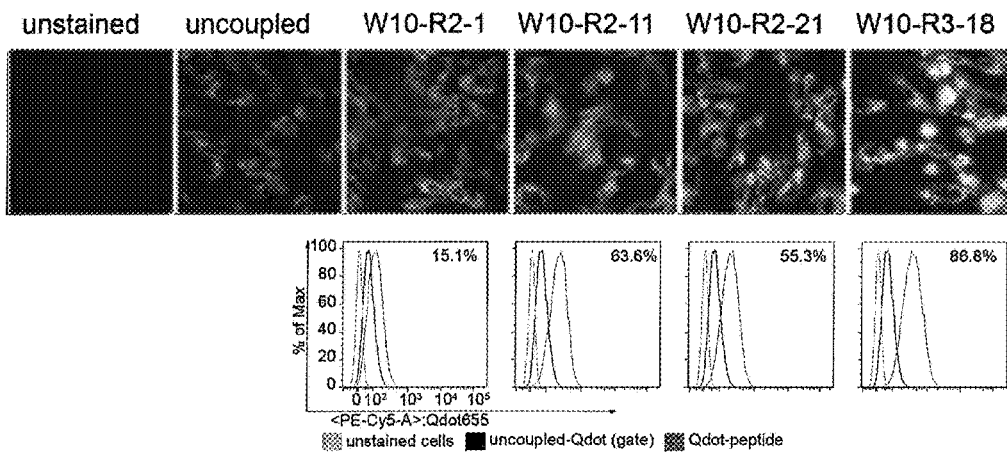 unstained uncoupled W10-R2-1 W10-R2-11 W10-R2-21 W10-R3-18
15.1% 63.6% 55.3% 86.8%
% of Max
100
80
60
40
20
0
0 10² 10³ 10⁴ 10⁵
<PE-Cy5-A>:Qdot655
unstained cells uncoupled-Qdot (gate) Qdot-peptide